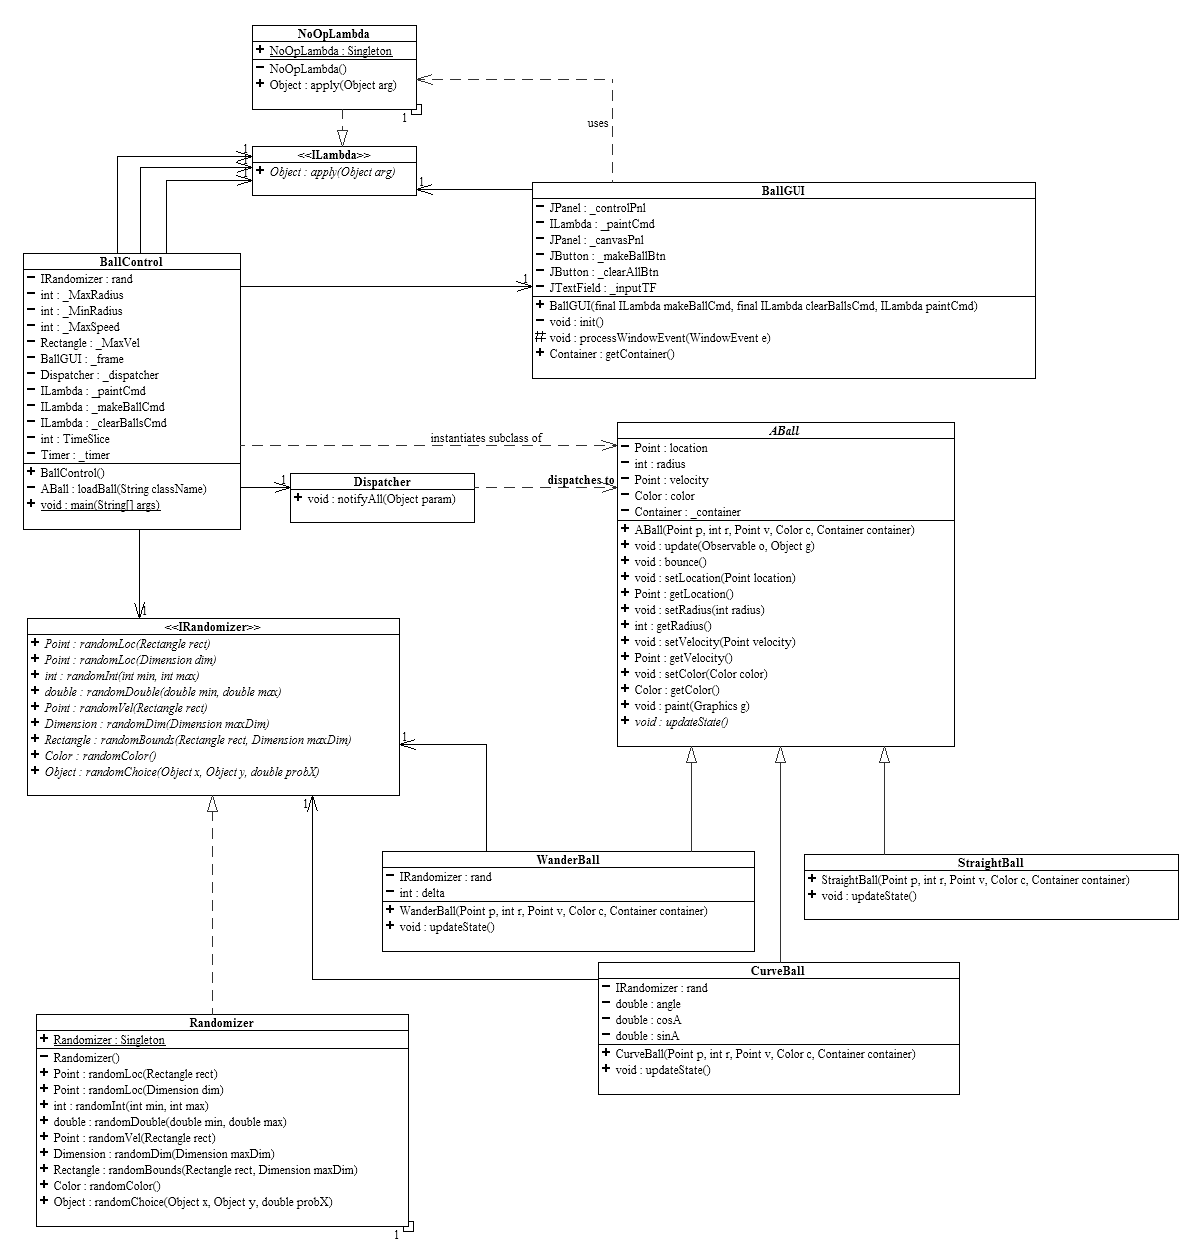 NoOpLambda
+ NoOpLambda : Singleton
- NoOpLambda()
+ Object : apply(Object arg)
1
uses
<<ILambda>>
+ Object : apply(Object arg)
1
1
1
1
BallGUI
- JPanel : _controlPnl
- ILambda : _paintCmd
- JPanel : _canvasPnl
- JButton : _makeBallBtn
- JButton : _clearAllBtn
- JTextField : _inputTF
+ BallGUI(final ILambda makeBallCmd, final ILambda clearBallsCmd, ILambda paintCmd)
- void : init()
# void : processWindowEvent(WindowEvent e)
+ Container : getContainer()
1
BallControl
- IRandomizer : rand
- int : _MaxRadius
- int : _MinRadius
- int : _MaxSpeed
- Rectangle : _MaxVel
- BallGUI : _frame
- Dispatcher : _dispatcher
- ILambda : _paintCmd
- ILambda : _makeBallCmd
- ILambda : _clearBallsCmd
- int : TimeSlice
- Timer : _timer
+ BallControl()
- ABall : loadBall(String className)
+ void : main(String[] args)
instantiates subclass of
1
Dispatcher
+ void : notifyAll(Object param)
dispatches to
ABall
- Point : location
- int : radius
- Point : velocity
- Color : color
- Container : _container
+ ABall(Point p, int r, Point v, Color c, Container container)
+ void : update(Observable o, Object g)
+ void : bounce()
+ void : setLocation(Point location)
+ Point : getLocation()
+ void : setRadius(int radius)
+ int : getRadius()
+ void : setVelocity(Point velocity)
+ Point : getVelocity()
+ void : setColor(Color color)
+ Color : getColor()
+ void : paint(Graphics g)
+ void : updateState()
1
<<IRandomizer>>
+ Point : randomLoc(Rectangle rect)
+ Point : randomLoc(Dimension dim)
+ int : randomInt(int min, int max)
+ double : randomDouble(double min, double max)
+ Point : randomVel(Rectangle rect)
+ Dimension : randomDim(Dimension maxDim)
+ Rectangle : randomBounds(Rectangle rect, Dimension maxDim)
+ Color : randomColor()
+ Object : randomChoice(Object x, Object y, double probX)
1
1
WanderBall
- IRandomizer : rand
- int : delta
+ WanderBall(Point p, int r, Point v, Color c, Container container)
+ void : updateState()
StraightBall
+ StraightBall(Point p, int r, Point v, Color c, Container container)
+ void : updateState()
CurveBall
- IRandomizer : rand
- double : angle
- double : cosA
- double : sinA
+ CurveBall(Point p, int r, Point v, Color c, Container container)
+ void : updateState()
Randomizer
+ Randomizer : Singleton
- Randomizer()
+ Point : randomLoc(Rectangle rect)
+ Point : randomLoc(Dimension dim)
+ int : randomInt(int min, int max)
+ double : randomDouble(double min, double max)
+ Point : randomVel(Rectangle rect)
+ Dimension : randomDim(Dimension maxDim)
+ Rectangle : randomBounds(Rectangle rect, Dimension maxDim)
+ Color : randomColor()
+ Object : randomChoice(Object x, Object y, double probX)
1